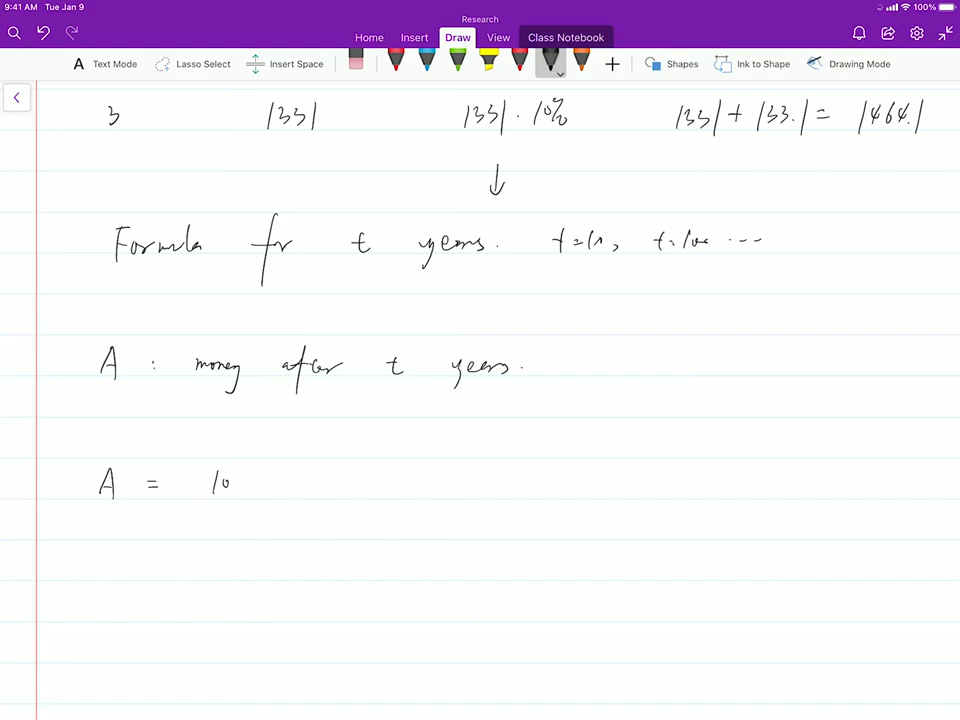 9:41 AM Tue Jan 9
100%
Research
Home Insert Draw View Class Notebook
A Text Mode Lasso Select Insert Space Shapes Ink to Shape Drawing Mode
3 1331 1331 · 10% 1331 + 133.1 = 1464.1
Formula for t years. t=10, t=100 ...
A : money after t years.
A = 10